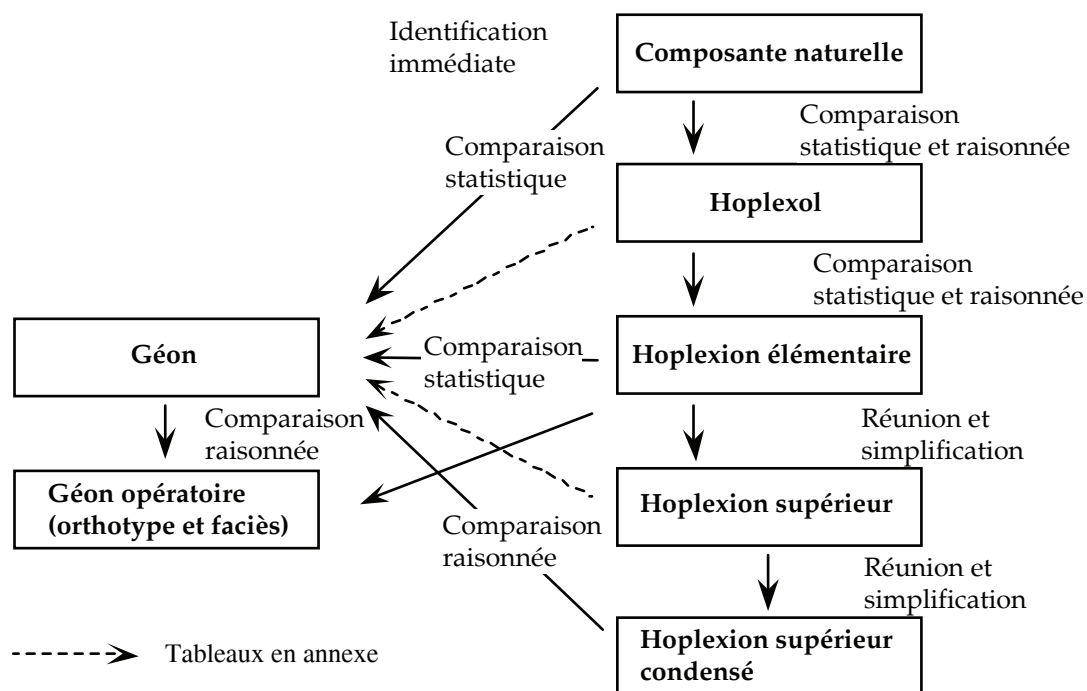 Identification
immédiate
Composante naturelle
Comparaison
statistique et raisonnée
Comparaison
statistique
Hoplexol
Comparaison
statistique et raisonnée
Géon
Comparaison
statistique
Hoplexion élémentaire
Comparaison
raisonnée
Réunion et
simplification
Géon opératoire
(orthotype et faciès)
Hoplexion supérieur
Comparaison
raisonnée
Réunion et
simplification
Hoplexion supérieur
condensé
Tableaux en annexe